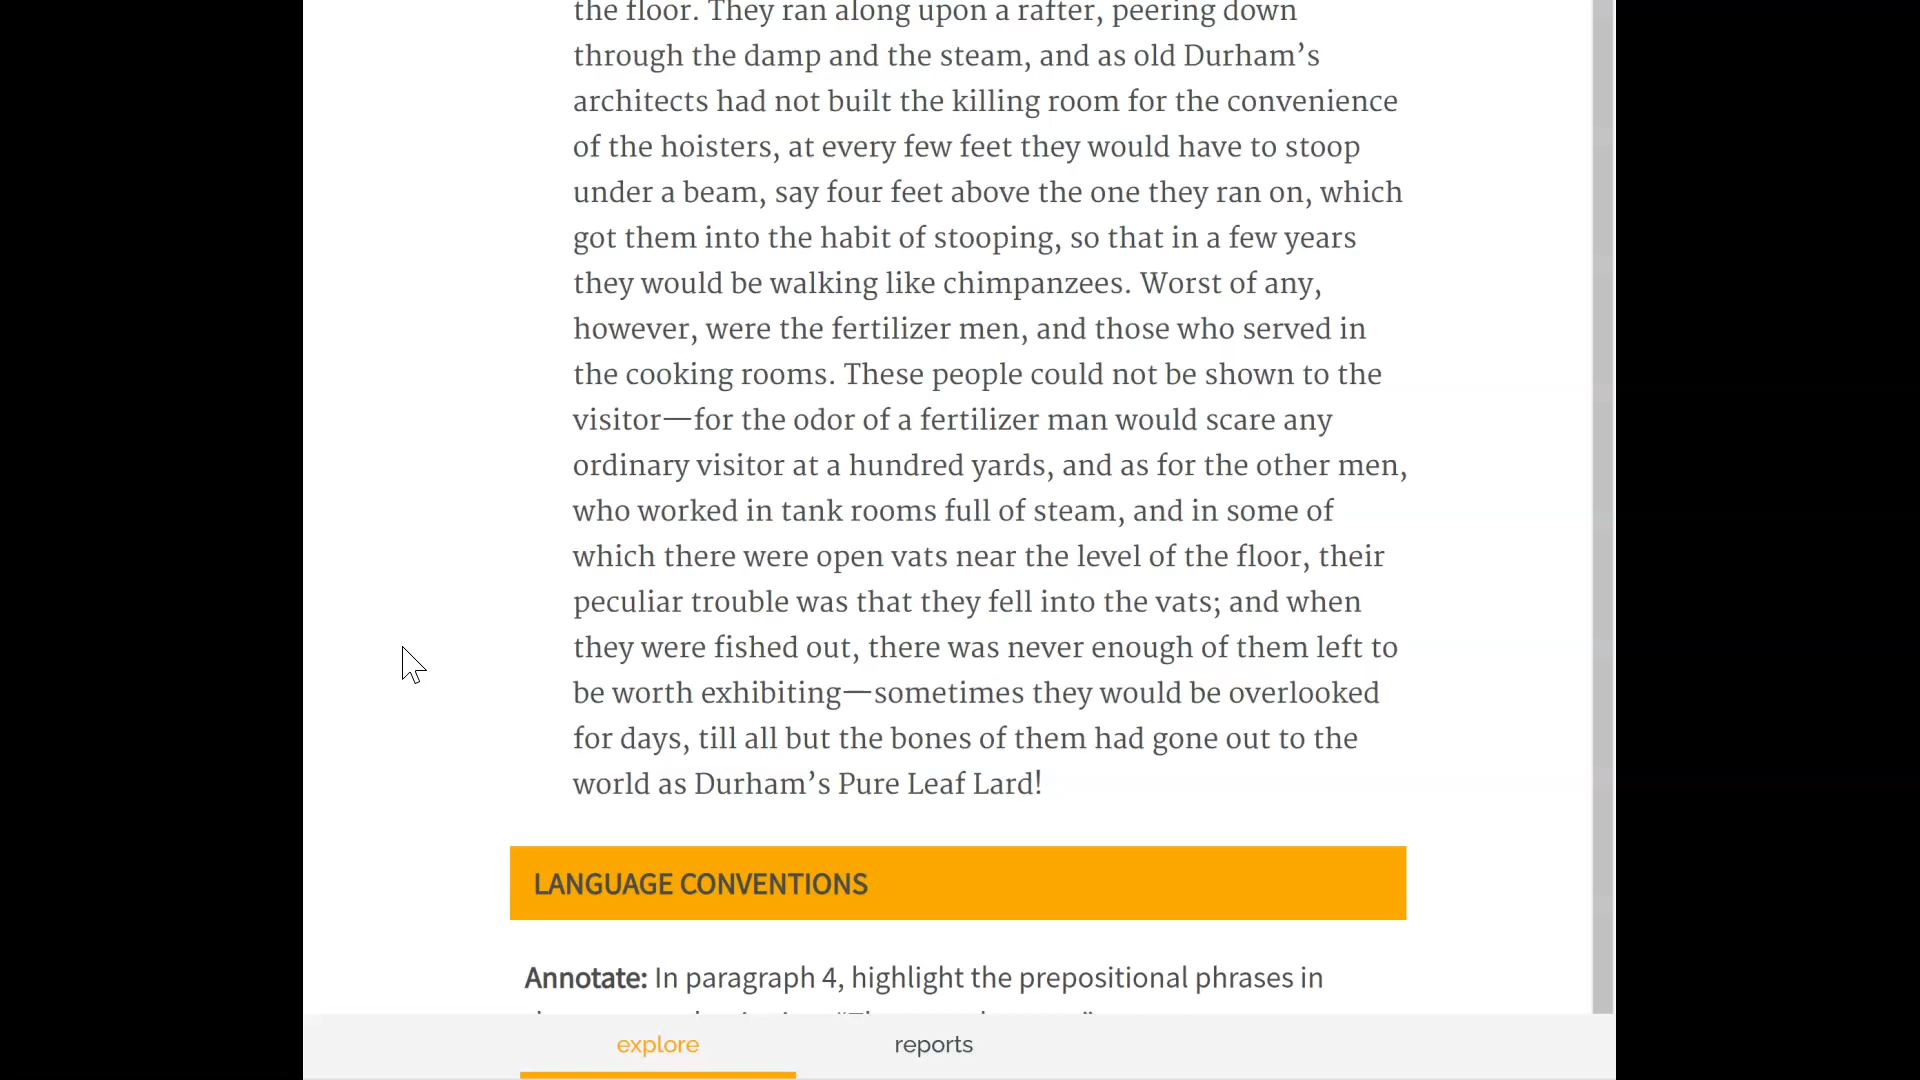 the floor. They ran along upon a rafter, peering down
through the damp and the steam, and as old Durham’s
architects had not built the killing room for the convenience
of the hoisters, at every few feet they would have to stoop
under a beam, say four feet above the one they ran on, which
got them into the habit of stooping, so that in a few years
they would be walking like chimpanzees. Worst of any,
however, were the fertilizer men, and those who served in
the cooking rooms. These people could not be shown to the
visitor—for the odor of a fertilizer man would scare any
ordinary visitor at a hundred yards, and as for the other men,
who worked in tank rooms full of steam, and in some of
which there were open vats near the level of the floor, their
peculiar trouble was that they fell into the vats; and when
they were fished out, there was never enough of them left to
be worth exhibiting—sometimes they would be overlooked
for days, till all but the bones of them had gone out to the
world as Durham’s Pure Leaf Lard!
LANGUAGE CONVENTIONS
Annotate: In paragraph 4, highlight the prepositional phrases in
explore
reports